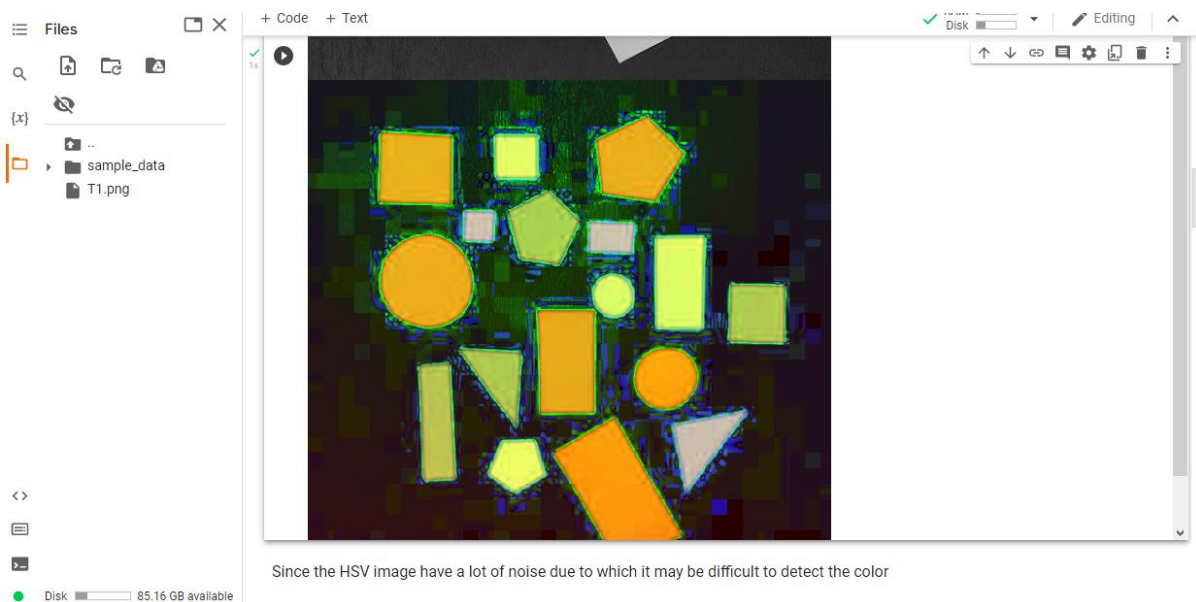 Files
+ Code
+ Text
Disk
Editing
1s
{x}
..
sample_data
T1.png
<>
Since the HSV image have a lot of noise due to which it may be difficult to detect the color
Disk
85.16 GB available